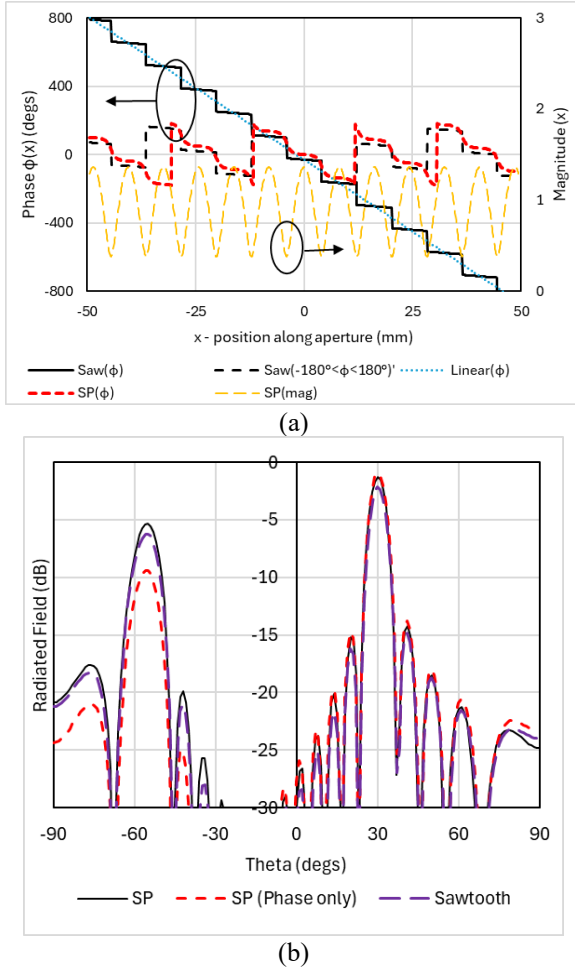 800
400
0
-400
-800
3
2
1
0
Phase ϕ(x) (degs)
Magnitude (x)
-50 -25 0 25 50
x - position along aperture (mm)
Saw(ϕ) Saw(-180º<ϕ<180º)' Linear(ϕ)
SP(ϕ) SP(mag)
(a)
0
-5
-10
-15
-20
-25
-30
Radiated Field (dB)
-90 -60 -30 0 30 60 90
Theta (degs)
SP SP (Phase only) Sawtooth
(b)